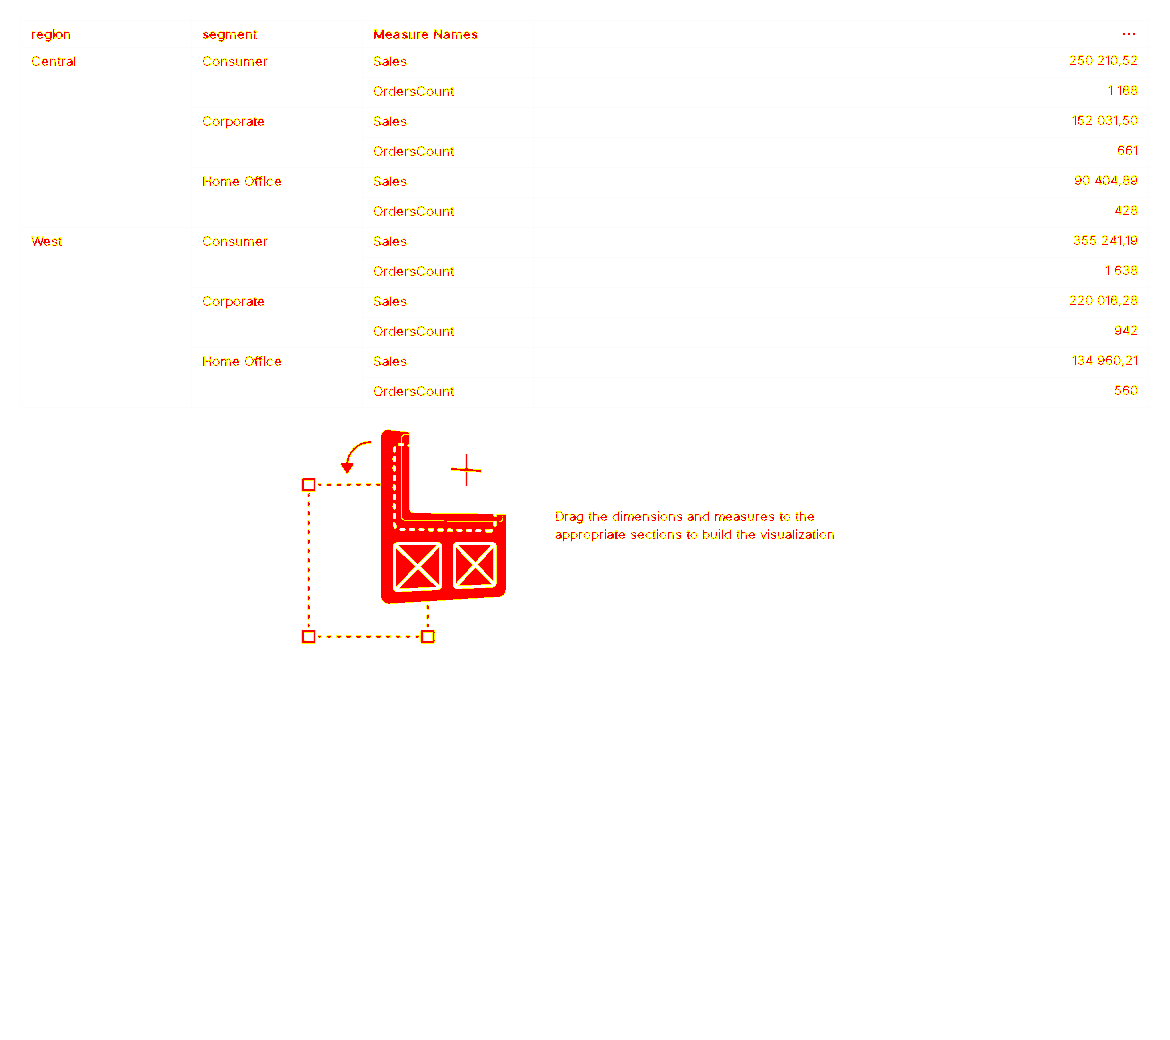 region segment Measure Names ...
Central Consumer Sales 250 210,52
OrdersCount 1 168
Corporate Sales 152 031,50
OrdersCount 661
Home Office Sales 90 404,89
OrdersCount 428
West Consumer Sales 355 241,19
OrdersCount 1 638
Corporate Sales 220 018,28
OrdersCount 942
Home Office Sales 134 960,21
OrdersCount 560
Drag the dimensions and measures to the
appropriate sections to build the visualization